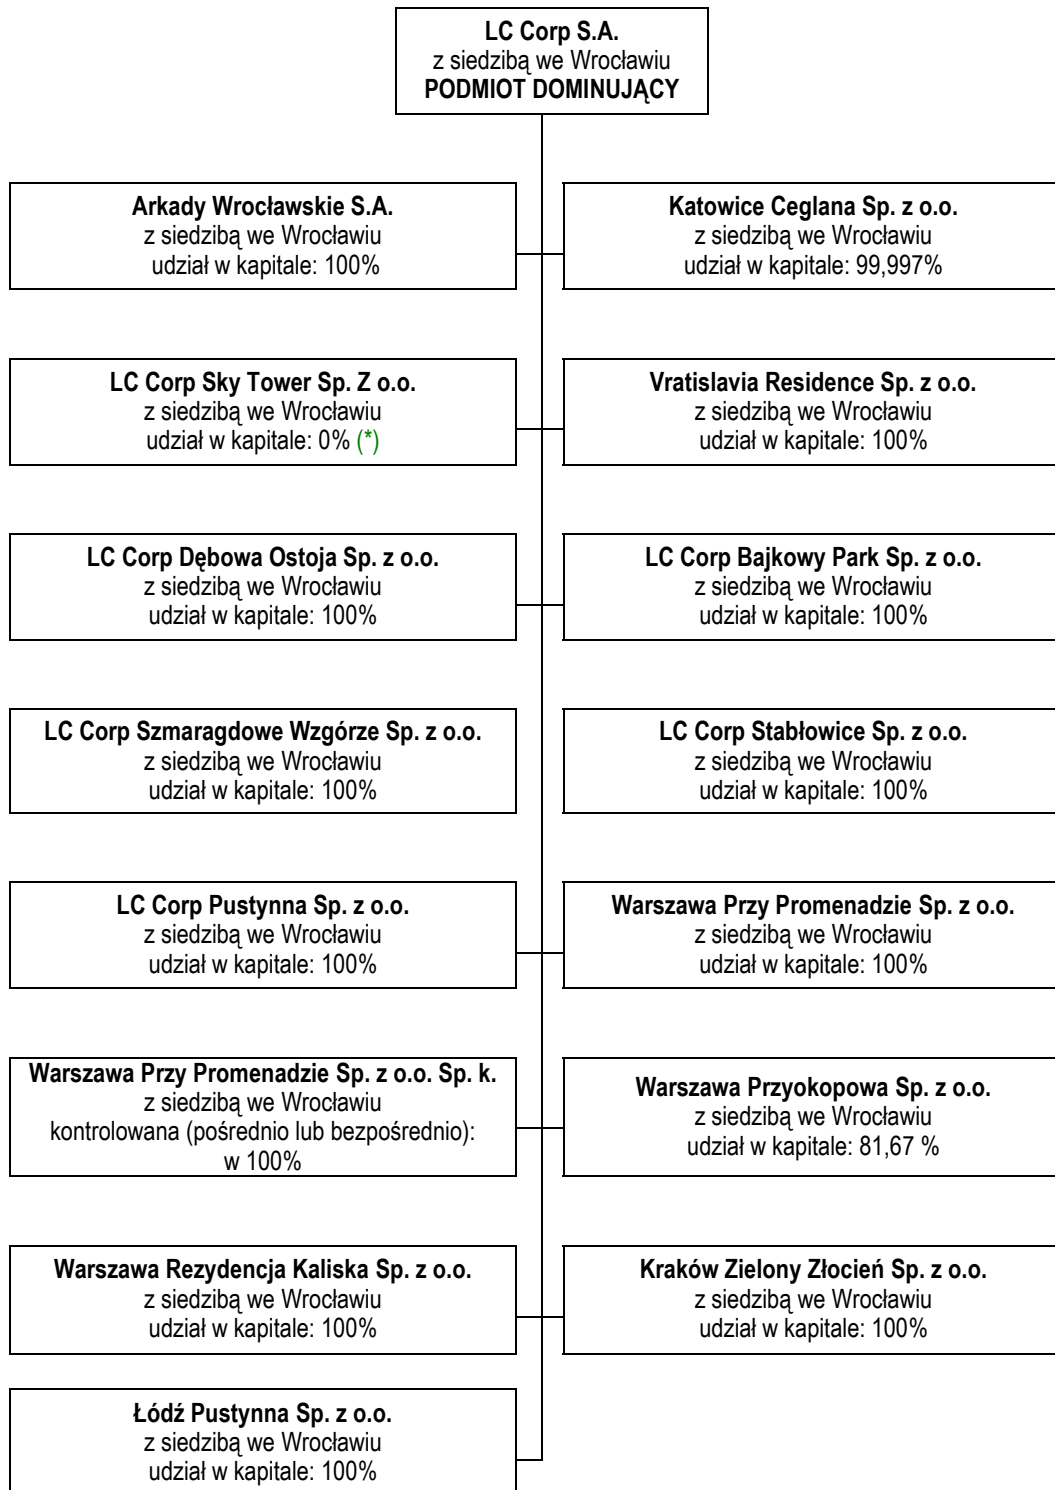 LC Corp S.A.
z siedzibą we Wrocławiu
PODMIOT DOMINUJĄCY
Arkady Wrocławskie S.A.
z siedzibą we Wrocławiu
udział w kapitale: 100%
Katowice Ceglana Sp. z o.o.
z siedzibą we Wrocławiu
udział w kapitale: 99,997%
LC Corp Sky Tower Sp. Z o.o.
z siedzibą we Wrocławiu
udział w kapitale: 0% (*)
Vratislavia Residence Sp. z o.o.
z siedzibą we Wrocławiu
udział w kapitale: 100%
LC Corp Dębowa Ostoja Sp. z o.o.
z siedzibą we Wrocławiu
udział w kapitale: 100%
LC Corp Bajkowy Park Sp. z o.o.
z siedzibą we Wrocławiu
udział w kapitale: 100%
LC Corp Szmaragdowe Wzgórze Sp. z o.o.
z siedzibą we Wrocławiu
udział w kapitale: 100%
LC Corp Stabłowice Sp. z o.o.
z siedzibą we Wrocławiu
udział w kapitale: 100%
LC Corp Pustynna Sp. z o.o.
z siedzibą we Wrocławiu
udział w kapitale: 100%
Warszawa Przy Promenadzie Sp. z o.o.
z siedzibą we Wrocławiu
udział w kapitale: 100%
Warszawa Przy Promenadzie Sp. z o.o. Sp. k.
z siedzibą we Wrocławiu
kontrolowana (pośrednio lub bezpośrednio):
w 100%
Warszawa Przyokopowa Sp. z o.o.
z siedzibą we Wrocławiu
udział w kapitale: 81,67 %
Warszawa Rezydencja Kaliska Sp. z o.o.
z siedzibą we Wrocławiu
udział w kapitale: 100%
Kraków Zielony Złocień Sp. z o.o.
z siedzibą we Wrocławiu
udział w kapitale: 100%
Łódź Pustynna Sp. z o.o.
z siedzibą we Wrocławiu
udział w kapitale: 100%